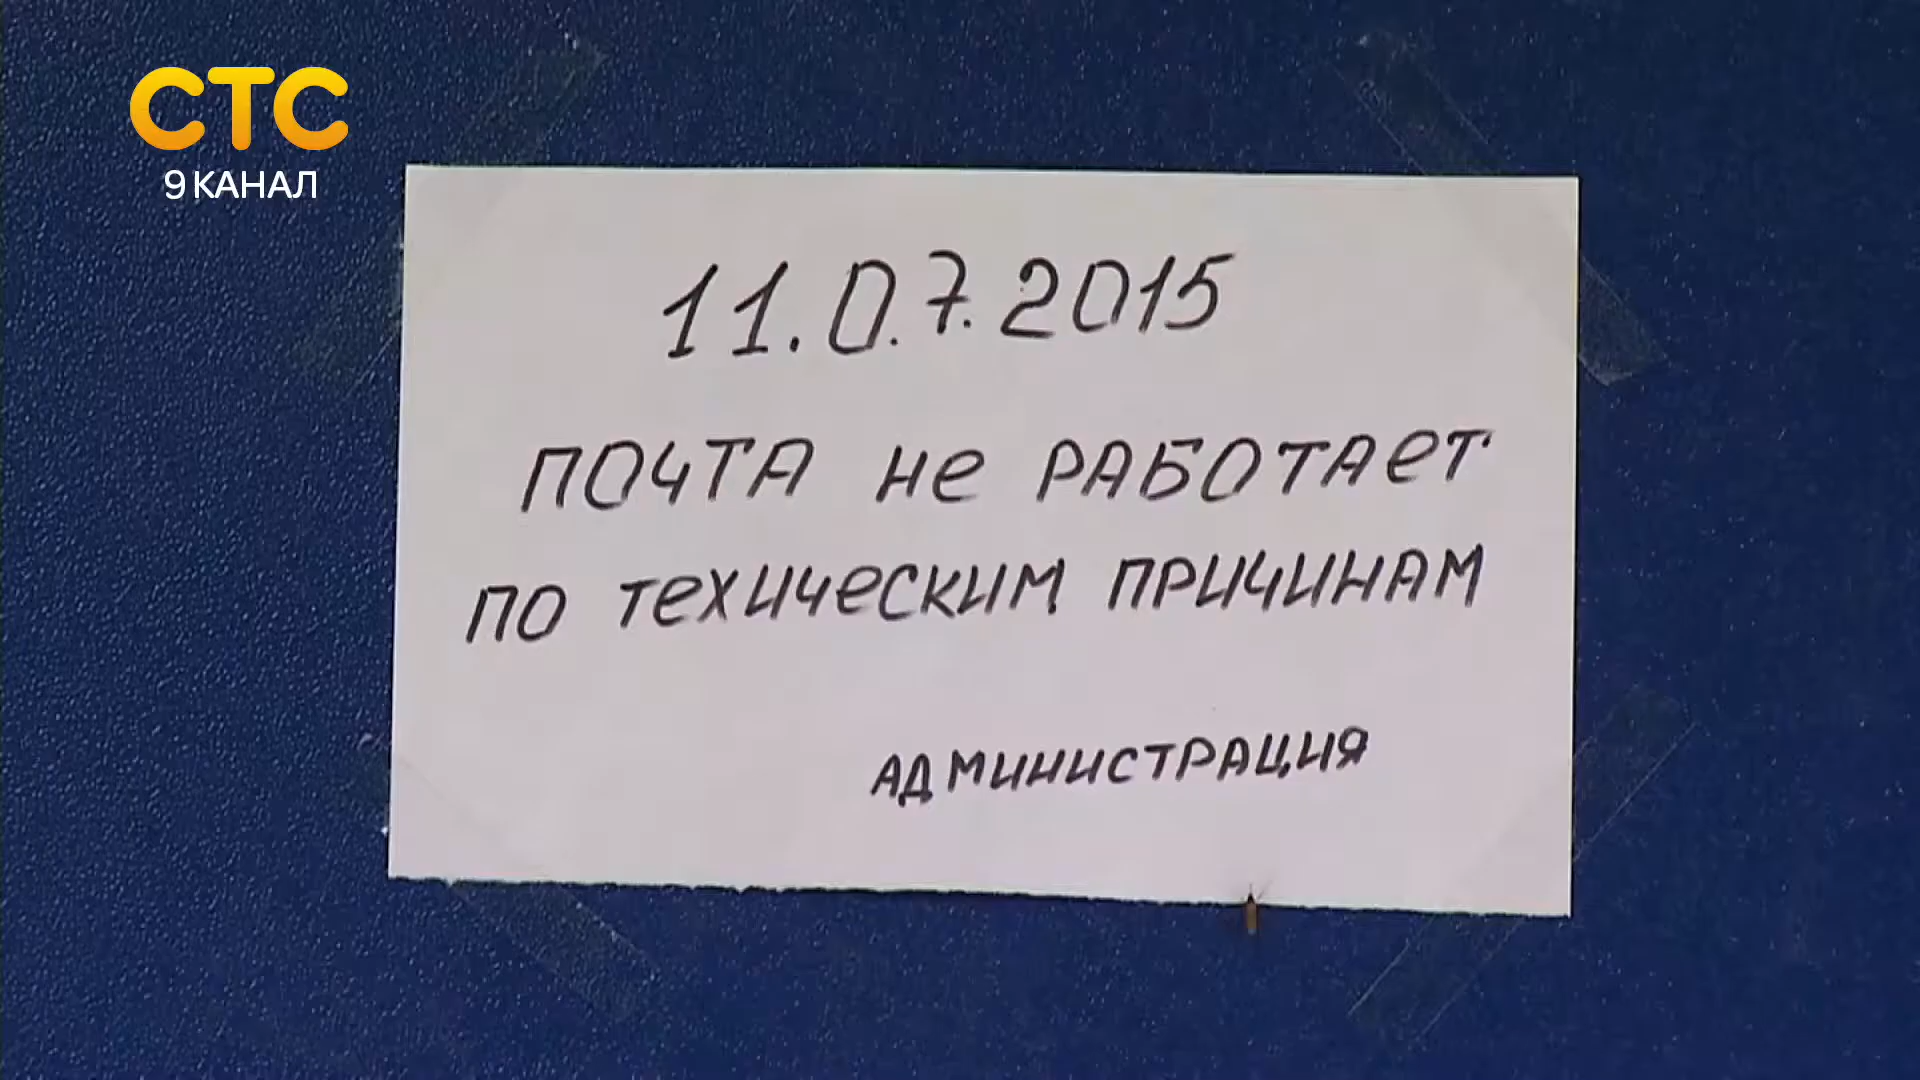 СТС
9 КАНАЛ
11.07.2015
ПОЧТА Не РАБОТАеТ
ПО ТеХИЧеСКИМ ПРИЧИНАМ
АДМИНИСТРАЦИЯ